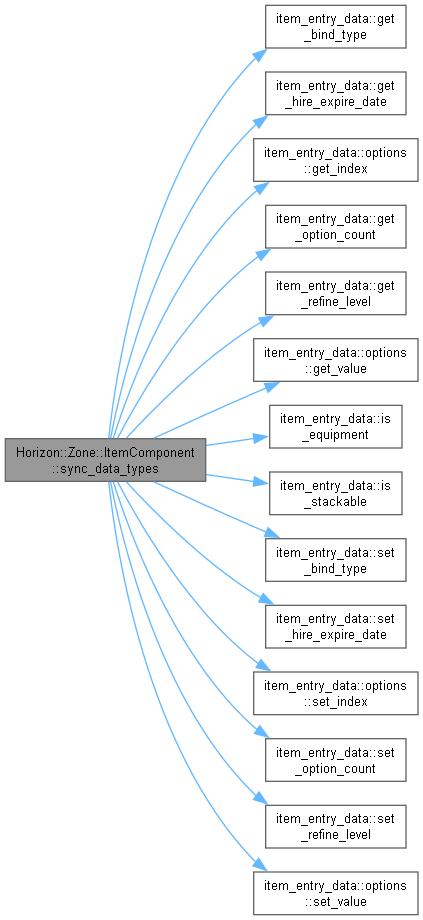 item_entry_data::get
_bind_type
item_entry_data::get
_hire_expire_date
item_entry_data::options
::get_index
item_entry_data::get
_option_count
item_entry_data::get
_refine_level
item_entry_data::options
::get_value
Horizon::Zone::ItemComponent
::sync_data_types
item_entry_data::is
_equipment
item_entry_data::is
_stackable
item_entry_data::set
_bind_type
item_entry_data::set
_hire_expire_date
item_entry_data::options
::set_index
item_entry_data::set
_option_count
item_entry_data::set
_refine_level
item_entry_data::options
::set_value